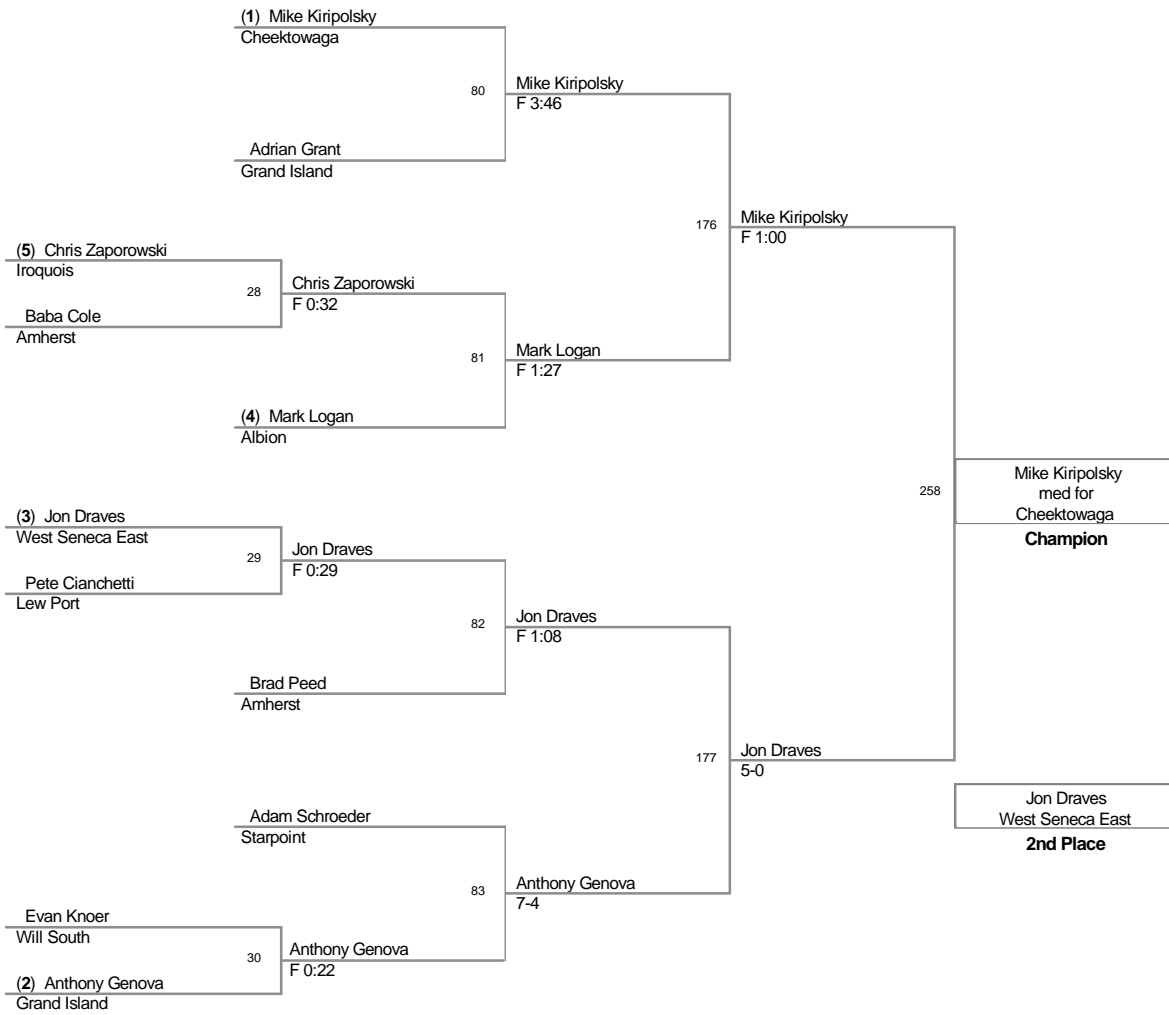 (1) Mike Kiripolsky
Cheektowaga
80
Mike Kiripolsky
F 3:46
Adrian Grant
Grand Island
176
Mike Kiripolsky
F 1:00
(5) Chris Zaporowski
Iroquois
28
Chris Zaporowski
F 0:32
Baba Cole
Amherst
81
Mark Logan
F 1:27
(4) Mark Logan
Albion
258
Mike Kiripolsky
med for
Cheektowaga
Champion
(3) Jon Draves
West Seneca East
29
Jon Draves
F 0:29
Pete Cianchetti
Lew Port
82
Jon Draves
F 1:08
Brad Peed
Amherst
177
Jon Draves
5-0
Jon Draves
West Seneca East
2nd Place
Adam Schroeder
Starpoint
83
Anthony Genova
7-4
Evan Knoer
Will South
30
Anthony Genova
F 0:22
(2) Anthony Genova
Grand Island